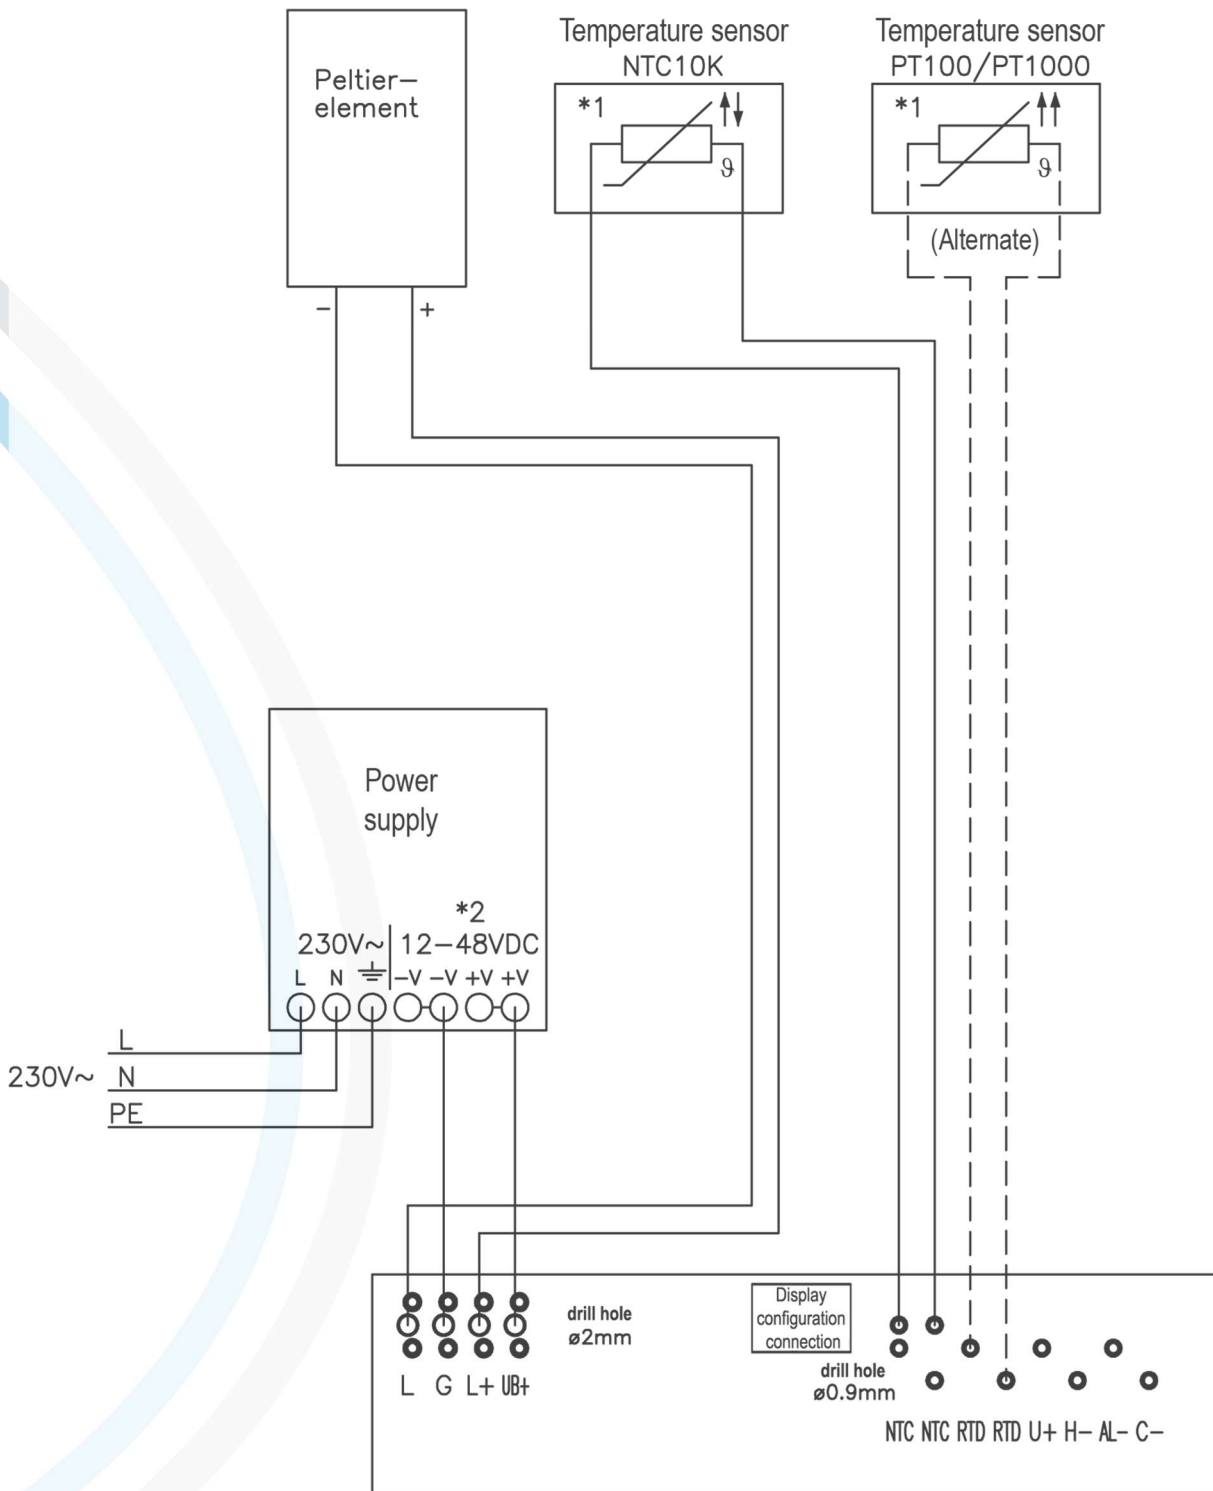 Temperature sensor
NTC10K
Temperature sensor
PT100/PT1000
Peltier-
element
*1
ϑ
*1
ϑ
(Alternate)
− +
Power
supply
*2
230V~ 12-48VDC
L N -V -V +V +V
L
230V~ N
PE
drill hole
ø2mm
Display
configuration
connection
drill hole
ø0.9mm
L G L+ UB+
NTC NTC RTD RTD U+ H- AL- C-